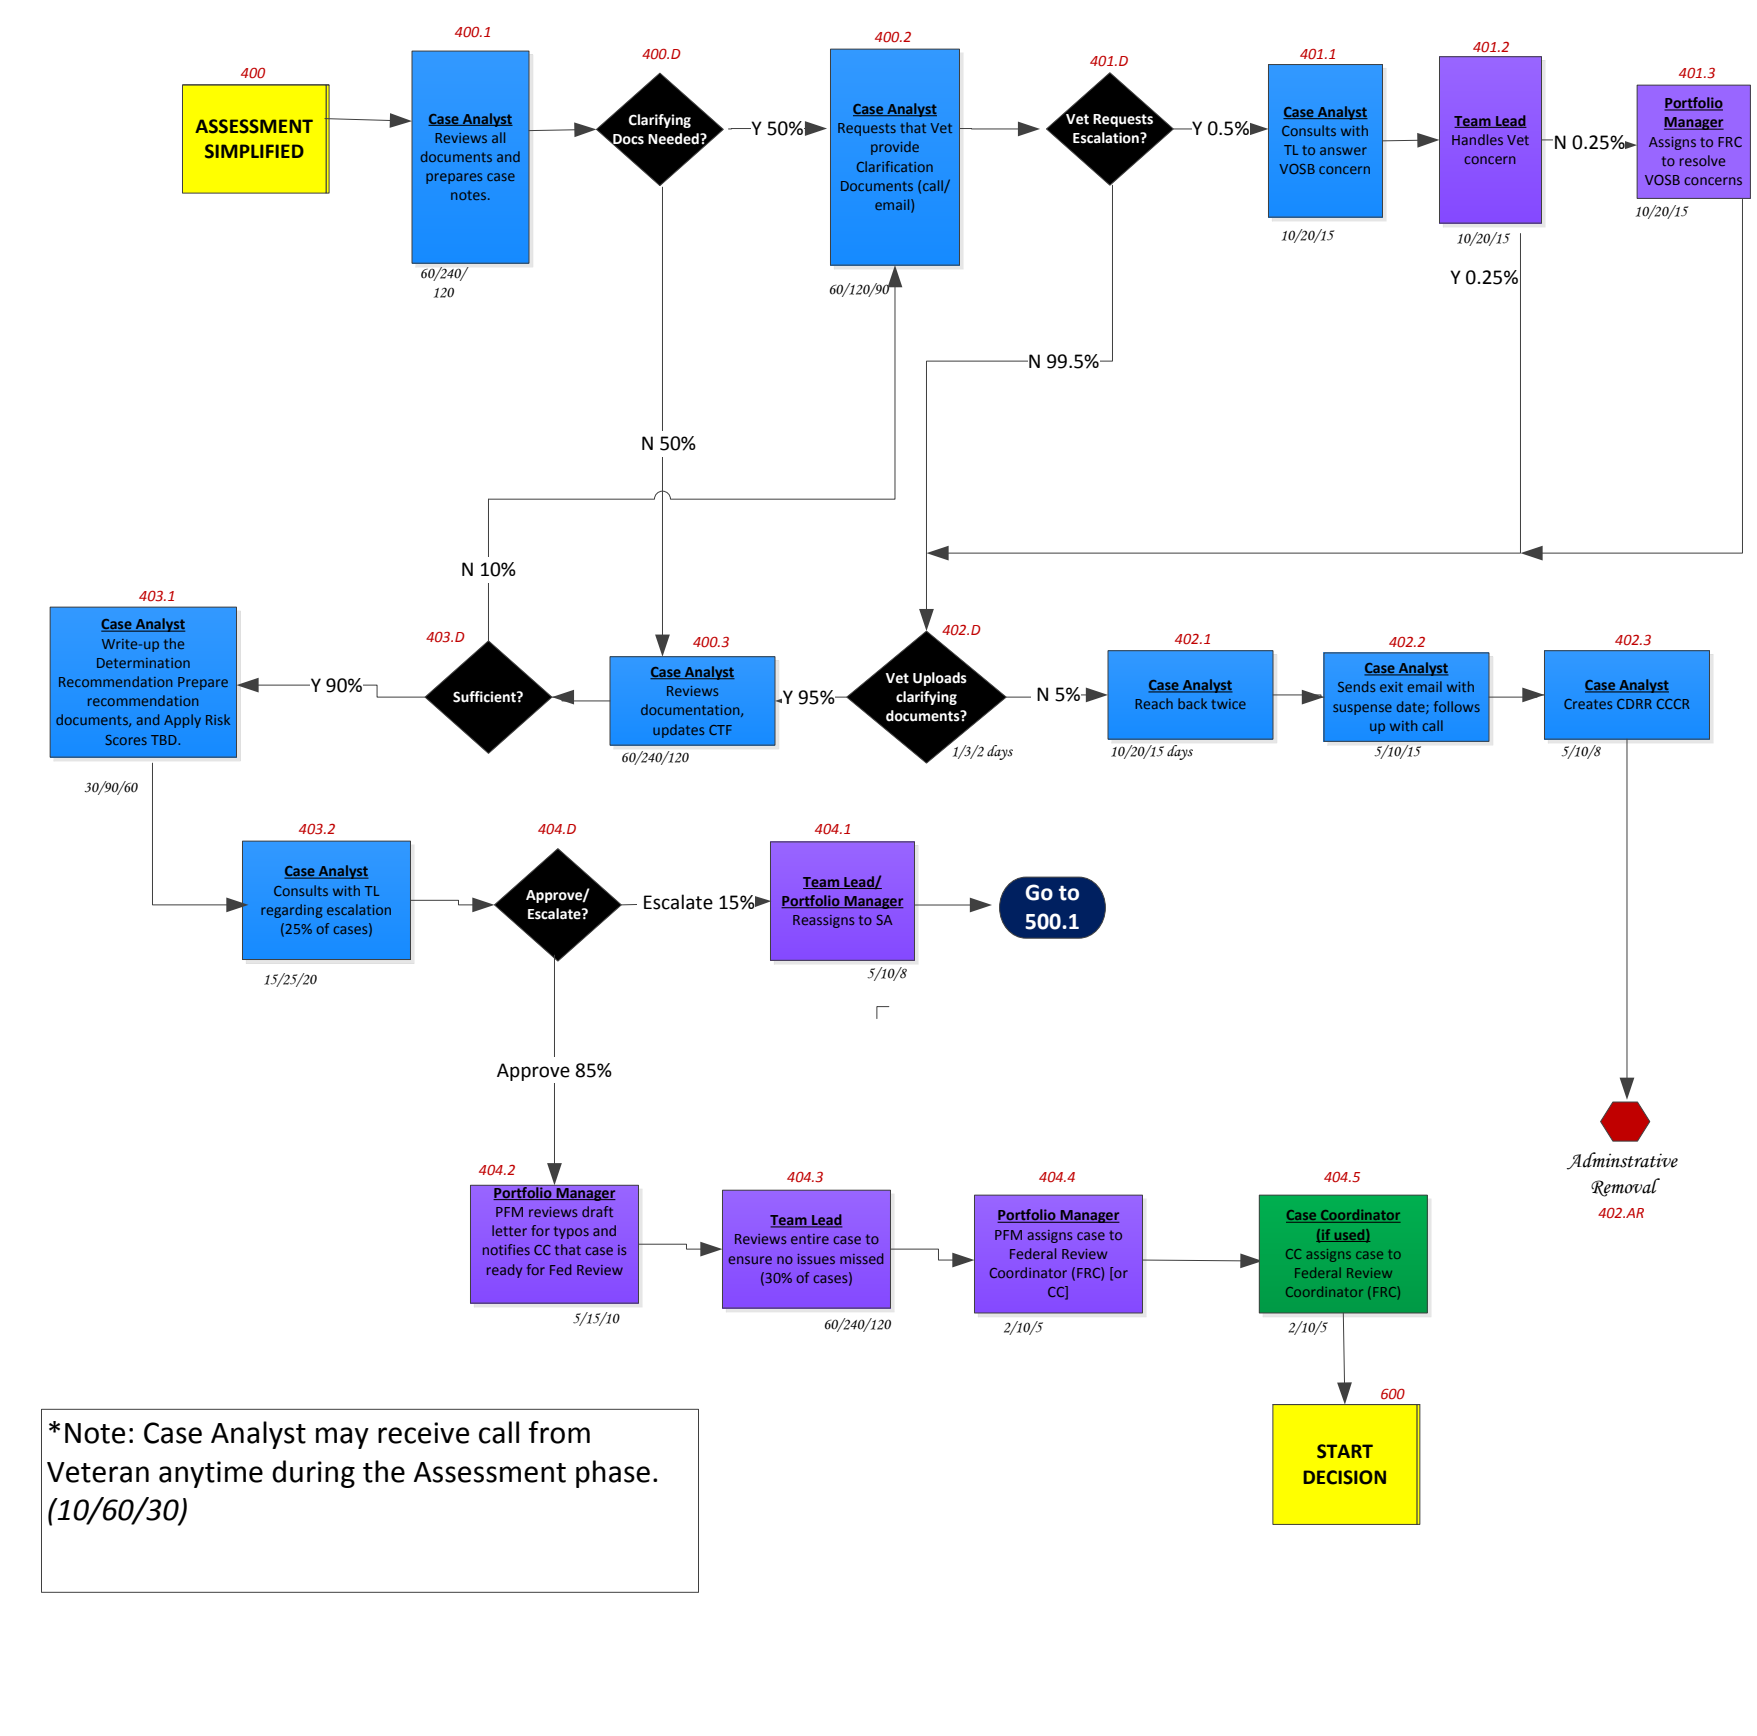 400
ASSESSMENT
SIMPLIFIED
400.1
Case Analyst
Reviews all
documents and
prepares case
notes.
60/240/
120
400.D
Clarifying
Docs Needed?
Y 50%
N 50%
400.2
Case Analyst
Requests that Vet
provide
Clarification
Documents (call/
email)
60/120/90
401.D
Vet Requests
Escalation?
Y 0.5%
N 99.5%
401.1
Case Analyst
Consults with
TL to answer
VOSB concern
10/20/15
401.2
Team Lead
Handles Vet
concern
10/20/15
Y 0.25%
N 0.25%
401.3
Portfolio
Manager
Assigns to FRC
to resolve
VOSB concerns
10/20/15
403.1
Case Analyst
Write-up the
Determination
Recommendation Prepare
recommendation
documents, and Apply Risk
Scores TBD.
30/90/60
Y 90%
N 10%
403.D
Sufficient?
400.3
Case Analyst
Reviews
documentation,
updates CTF
60/240/120
Y 95%
402.D
Vet Uploads
clarifying
documents?
1/3/2 days
N 5%
402.1
Case Analyst
Reach back twice
10/20/15 days
402.2
Case Analyst
Sends exit email with
suspense date; follows
up with call
5/10/15
402.3
Case Analyst
Creates CDRR CCCR
5/10/8
403.2
Case Analyst
Consults with TL
regarding escalation
(25% of cases)
15/25/20
404.D
Approve/
Escalate?
Escalate 15%
Approve 85%
404.1
Team Lead/
Portfolio Manager
Reassigns to SA
5/10/8
Go to
500.1
Adminstrative
Removal
402.AR
404.2
Portfolio Manager
PFM reviews draft
letter for typos and
notifies CC that case is
ready for Fed Review
5/15/10
404.3
Team Lead
Reviews entire case to
ensure no issues missed
(30% of cases)
60/240/120
404.4
Portfolio Manager
PFM assigns case to
Federal Review
Coordinator (FRC) [or
CC]
2/10/5
404.5
Case Coordinator
(if used)
CC assigns case to
Federal Review
Coordinator (FRC)
2/10/5
600
START
DECISION
*Note: Case Analyst may receive call from
Veteran anytime during the Assessment phase.
(10/60/30)